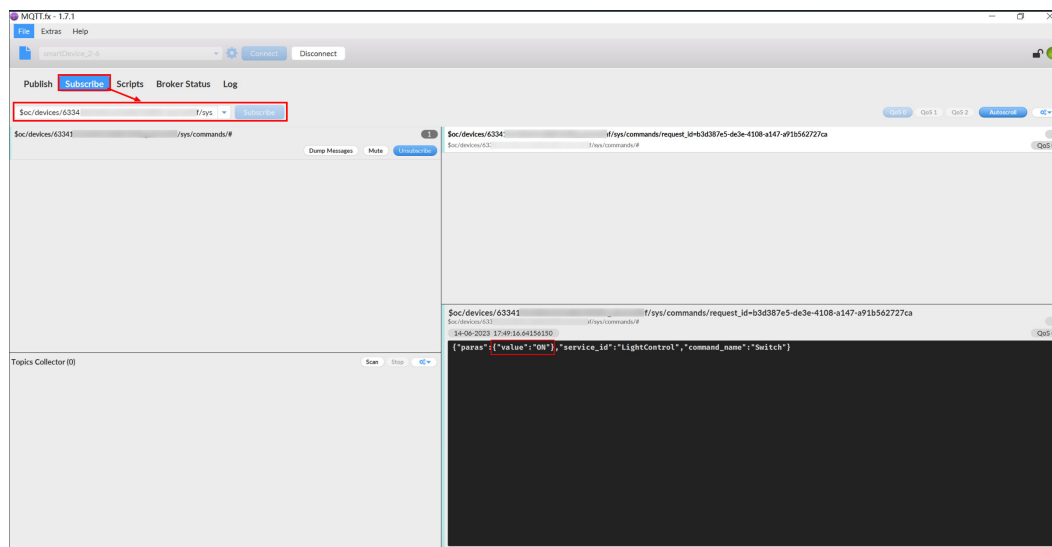 MQTT.fx - 1.7.1
File Extras Help
smartDevice_2-6 Connect Disconnect
Publish Subscribe Scripts Broker Status Log
$oc/devices/6334 f/sys Subscribe
QoS 0 QoS 1 QoS 2 Autoscroll
$oc/devices/63341 /sys/commands/# 1
Dump Messages Mute Unsubscribe
$oc/devices/6334 f/sys/commands/request_id=b3d387e5-de3e-4108-a147-a91b562727ca
$oc/devices/63 f/sys/commands/# QoS
$oc/devices/63341 f/sys/commands/request_id=b3d387e5-de3e-4108-a147-a91b562727ca
$oc/devices/633 f/sys/commands/#
14-06-2023 17:49:16.64156150 QoS
{"paras":{"value":"ON"},"service_id":"LightControl","command_name":"Switch"}
Topics Collector (0) Scan Stop